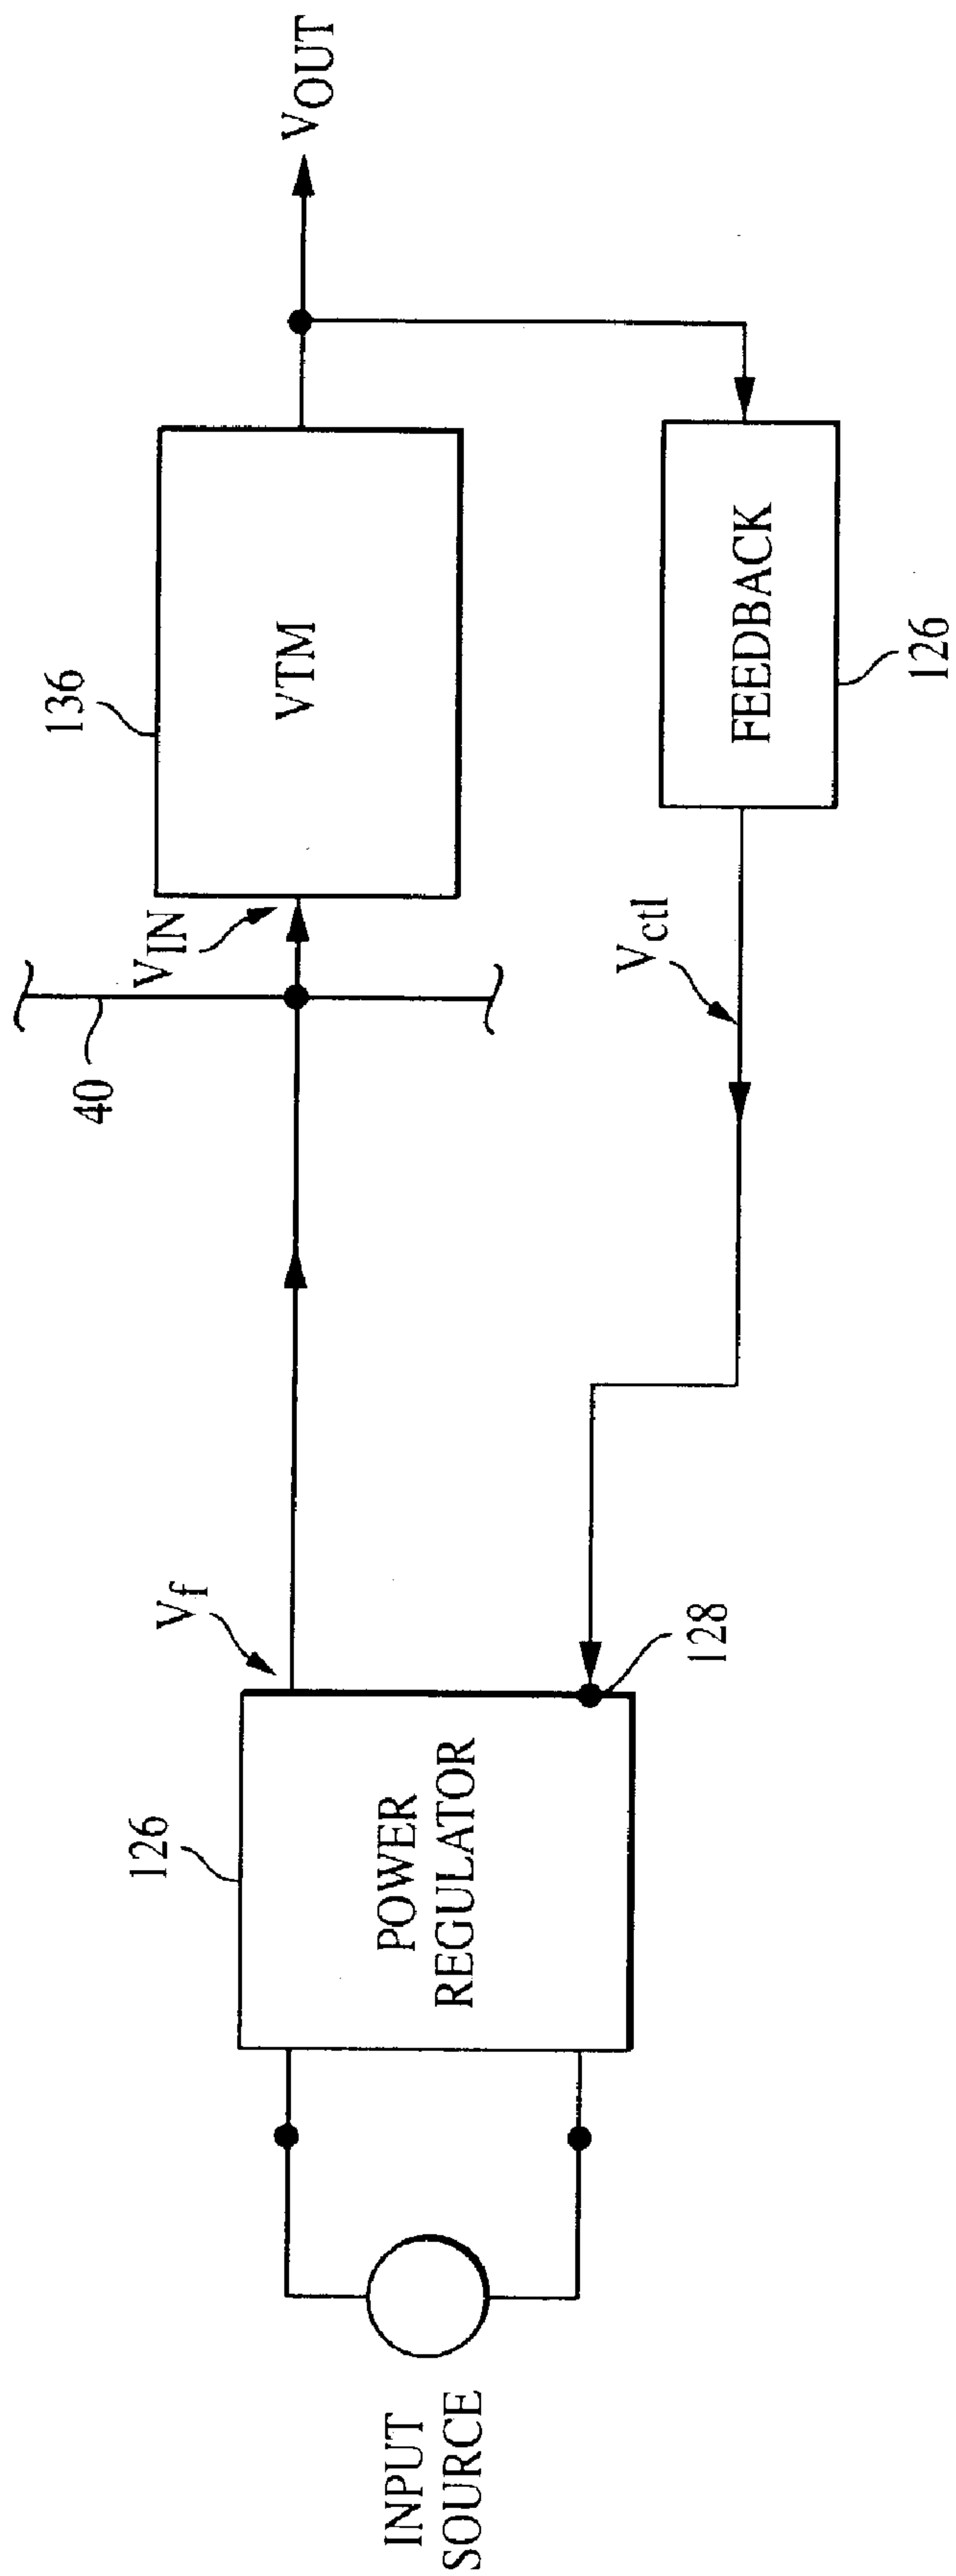 INPUT
SOURCE
126
POWER
REGULATOR
128
Vf
40
VIN
136
VTM
Vctl
FEEDBACK
126
VOUT